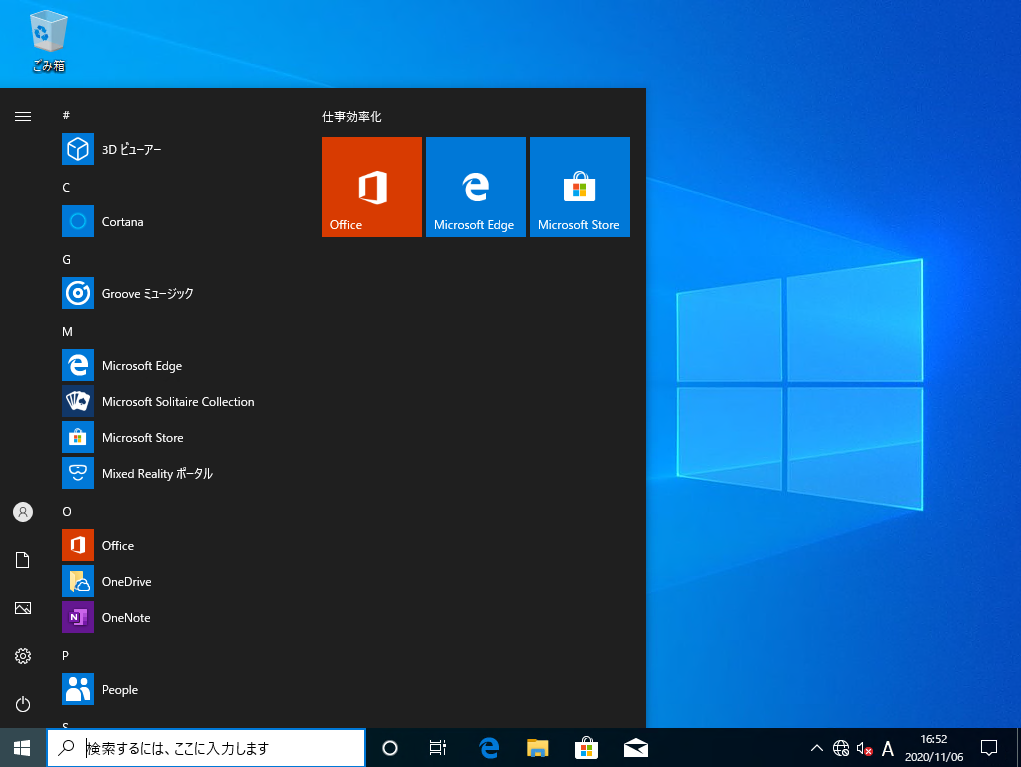 ごみ箱
#
3D ビューアー
C
Cortana
G
Groove ミュージック
M
Microsoft Edge
Microsoft Solitaire Collection
Microsoft Store
Mixed Reality ポータル
O
Office
OneDrive
OneNote
P
People
S
仕事効率化
Office
Microsoft Edge
Microsoft Store
検索するには、ここに入力します
A
16:52
2020/11/06